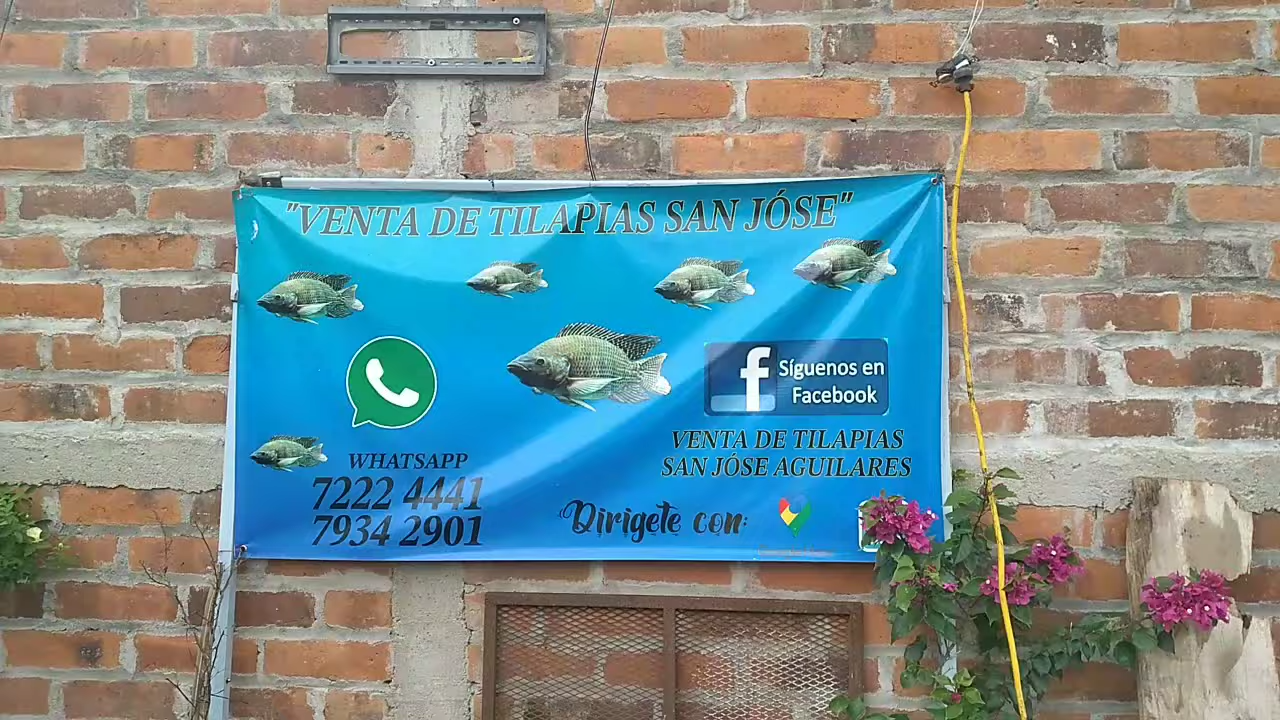 "VENTA DE TILAPIAS SAN JÓSE"
f Síguenos en
Facebook
VENTA DE TILAPIAS
SAN JÓSE AGUILARES
WHATSAPP
7222 4441
7934 2901
Dirigete con: